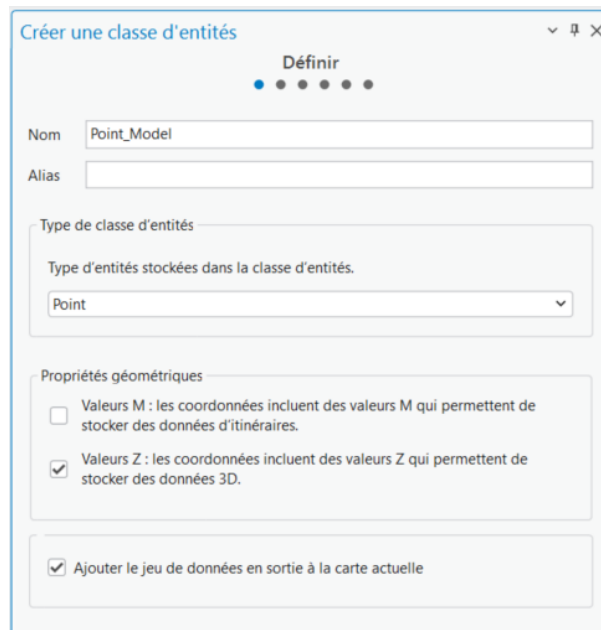 Créer une classe d'entités
Définir
Nom Point_Model
Alias
Type de classe d'entités
Type d'entités stockées dans la classe d'entités.
Point
Propriétés géométriques
Valeurs M : les coordonnées incluent des valeurs M qui permettent de
stocker des données d'itinéraires.
Valeurs Z : les coordonnées incluent des valeurs Z qui permettent de
stocker des données 3D.
Ajouter le jeu de données en sortie à la carte actuelle